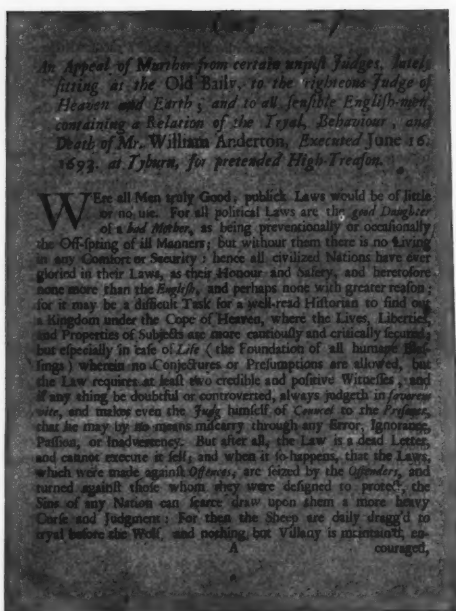 An Appeal of Murther from certain unjust Judges, lately
sitting at the Old Baily, to the righteous Judge of
Heaven and Earth; and to all sensible English-men,
containing a Relation of the Tryal, Behaviour, and
Death of Mr. William Anderton, Executed June 16.
1693. at Tyburn, for pretended High-Treason.
WEre all Men truly Good, publick Laws would be of little
or no use. For all political Laws are the good Daughter
of a bad Mother, as being preventionally or occasionally
the Off-spring of ill Manners; but without them there is no Living
in any Comfort or Security: hence all civilized Nations have ever
gloried in their Laws, as their Honour and Safety, and heretofore
none more than the English, and perhaps none with greater reason:
for it may be a difficult Task for a well-read Historian to find out
a Kingdom under the Cope of Heaven, where the Lives, Liberties,
and Properties of Subjects are more cautiously and critically secured;
but especially in case of Life (the Foundation of all humane Bles-
sings) wherein no Conjectures or Presumptions are allowed, but
the Law requires at least two credible and positive Witnesses, and
if any thing be doubtful or controverted, always judgeth in favorem
vitæ, and makes even the Judg himself of Councel to the Prisoner,
that he may by no means miscarry through any Error, Ignorance,
Passion, or Inadvertency. But after all, the Law is a dead Letter,
and cannot execute it self, and when it so happens, that the Laws,
which were made against Offences, are seized by the Offenders, and
turned against those whom they were designed to protect, the
Sins of any Nation can scarce draw upon them a more heavy
Curse and Judgment: For then the Sheep are daily dragg'd to
tryal before the Wolf, and nothing but Villany is maintain'd, en-
A couraged,